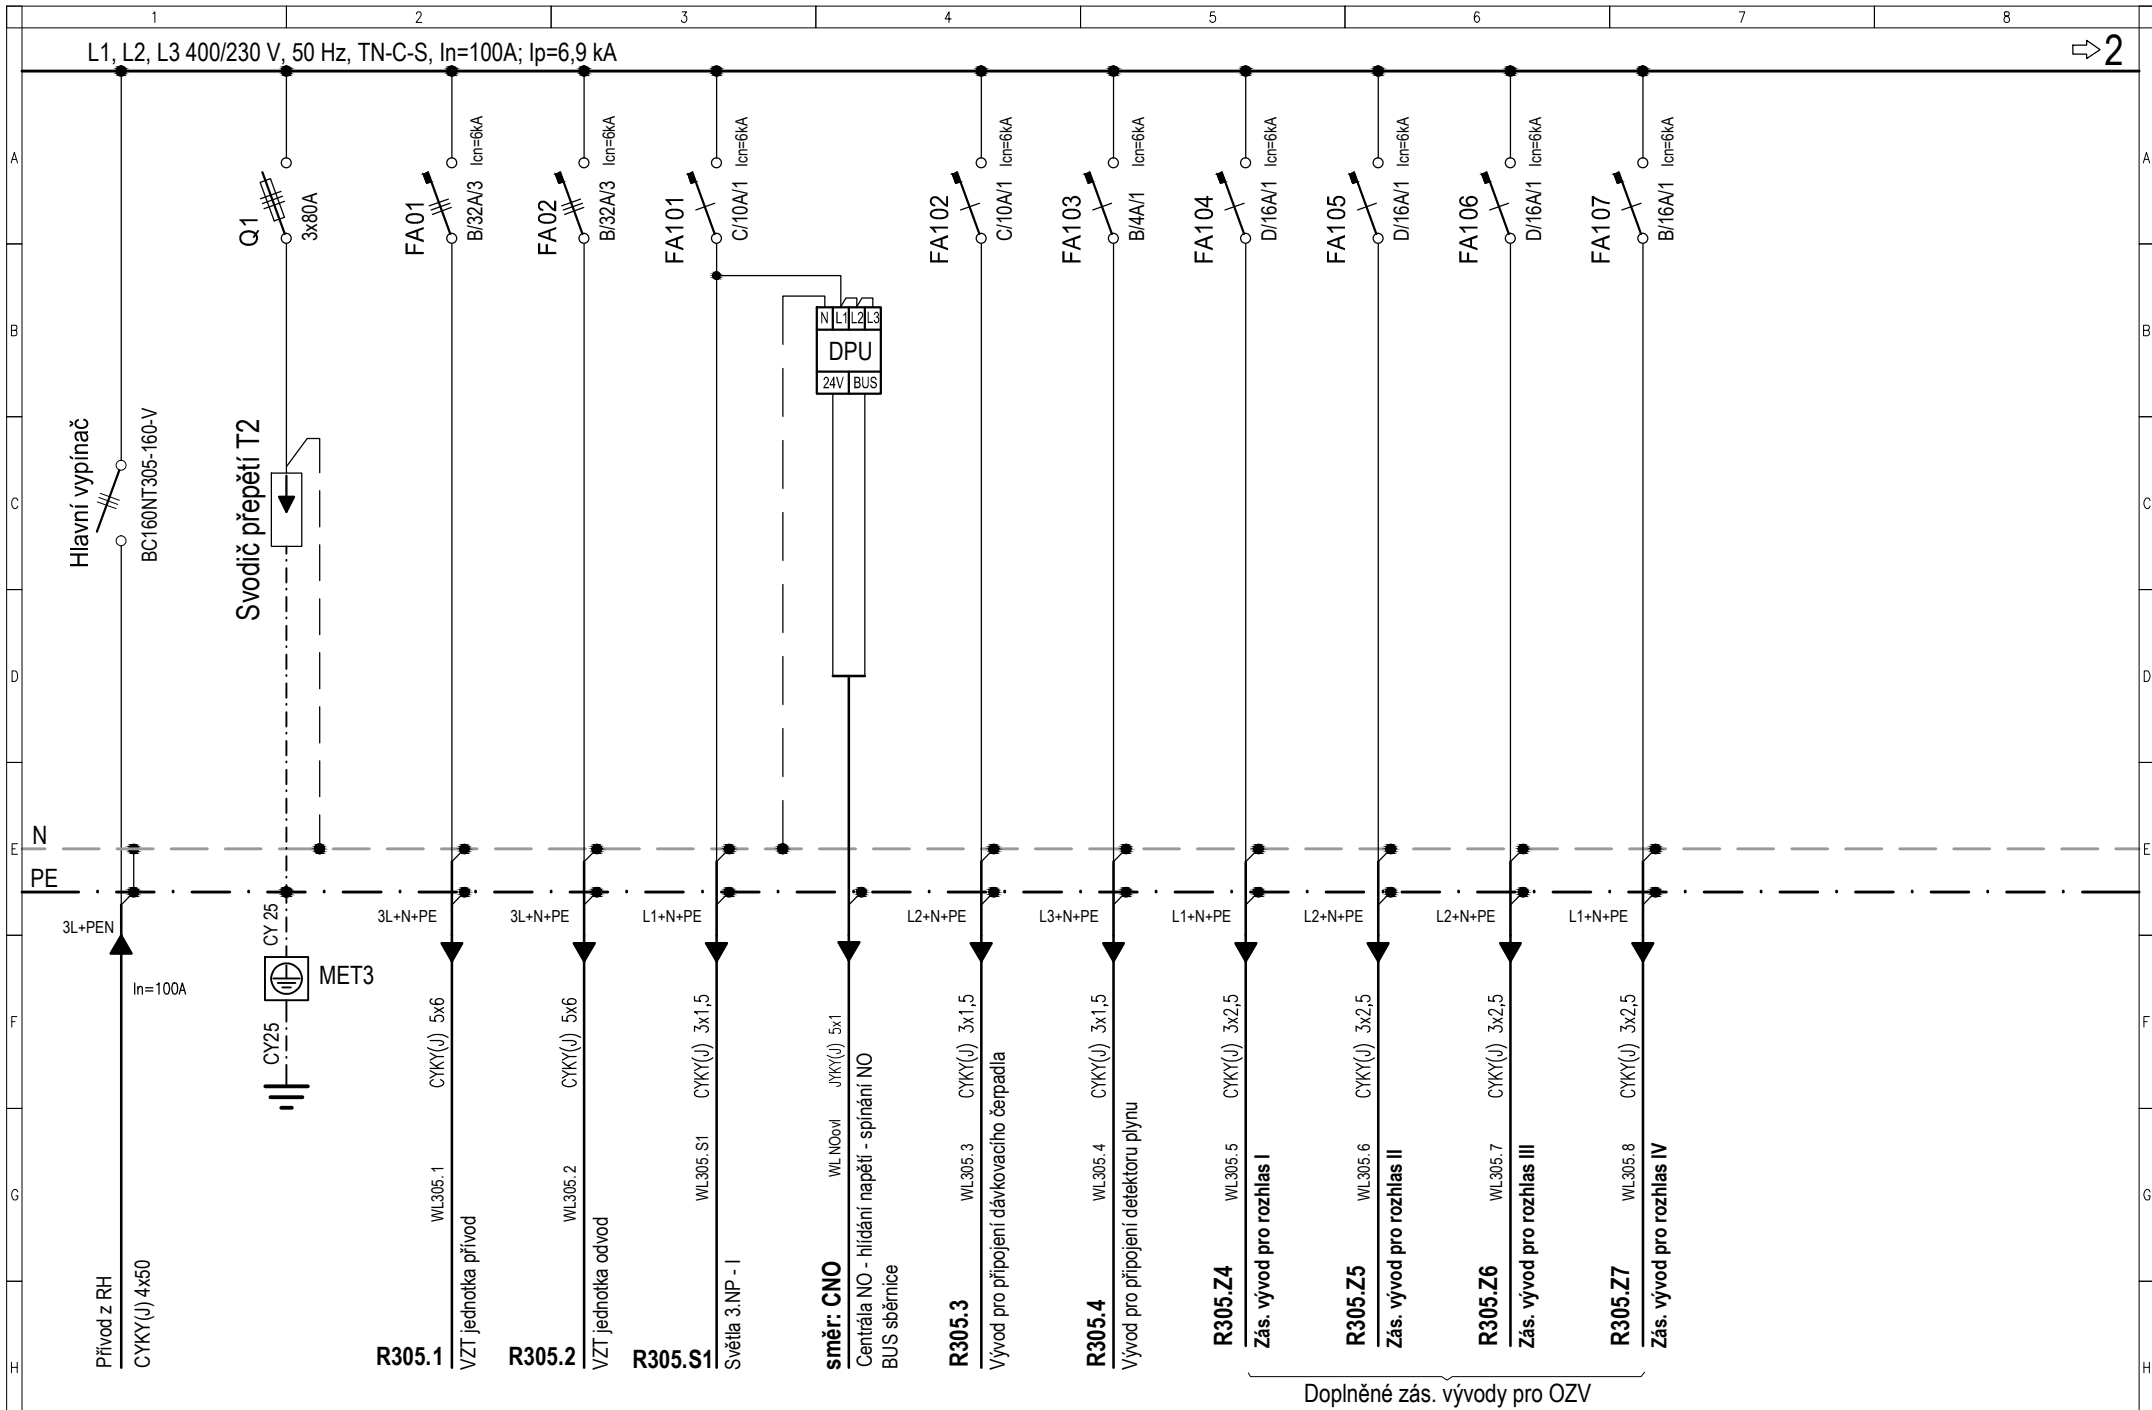 1 2 3 4 5 6 7 8
L1, L2, L3 400/230 V, 50 Hz, TN-C-S, In=100A; Ip=6,9 kA
2
A
B
C
D
E
F
G
H
A
B
C
D
E
F
G
H
Hlavní vypínač
BC160NT305-160-V
3L+PEN
In=100A
Přívod z RH
CYKY(J) 4x50
Q1
3x80A
Svodič přepětí T2
CY 25
MET3
CY25
N
PE
FA01
B/32A/3 Icn=6kA
3L+N+PE
CYKY(J) 5x6
WL305.1
R305.1
VZT jednotka přívod
FA02
B/32A/3 Icn=6kA
3L+N+PE
CYKY(J) 5x6
WL305.2
R305.2
VZT jednotka odvod
FA101
C/10A/1 Icn=6kA
L1+N+PE
CYKY(J) 3x1,5
WL305.S1
R305.S1
Světla 3.NP - I
N L1 L2 L3
DPU
24V BUS
JYKY(J) 5x1
WL NOovl
směr: CNO
Centrála NO - hlídání napětí - spínání NO
BUS sběrnice
FA102
C/10A/1 Icn=6kA
L2+N+PE
CYKY(J) 3x1,5
WL305.3
R305.3
Vývod pro připojení dávkovacího čerpadla
FA103
B/4A/1 Icn=6kA
L3+N+PE
CYKY(J) 3x1,5
WL305.4
R305.4
Vývod pro připojení detektoru plynu
FA104
D/16A/1 Icn=6kA
L1+N+PE
CYKY(J) 3x2,5
WL305.5
R305.Z4
Zás. vývod pro rozhlas I
FA105
D/16A/1 Icn=6kA
L2+N+PE
CYKY(J) 3x2,5
WL305.6
R305.Z5
Zás. vývod pro rozhlas II
FA106
D/16A/1 Icn=6kA
L2+N+PE
CYKY(J) 3x2,5
WL305.7
R305.Z6
Zás. vývod pro rozhlas III
FA107
B/16A/1 Icn=6kA
L1+N+PE
CYKY(J) 3x2,5
WL305.8
R305.Z7
Zás. vývod pro rozhlas IV
Doplněné zás. vývody pro OZV